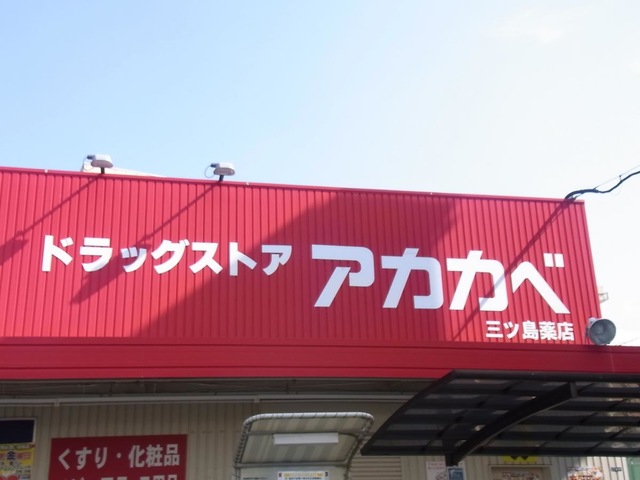 ドラッグストア アカカベ
三ツ島薬店
くすり・化粧品